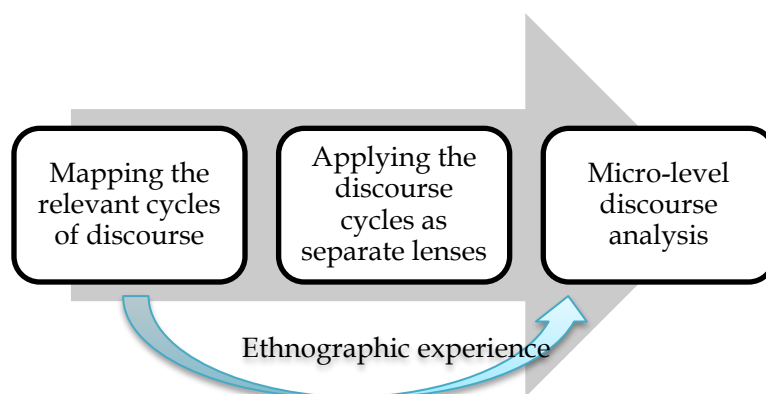 Mapping the
relevant cycles
of discourse
Applying the
discourse
cycles as
separate lenses
Micro-level
discourse
analysis
Ethnographic experience